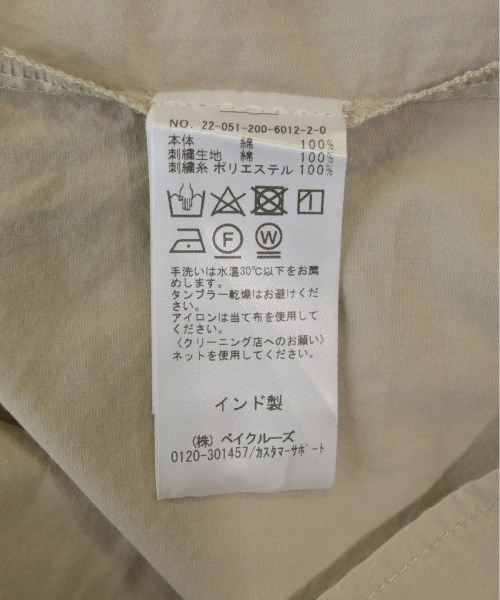 NO. 22-051-200-6012-2-0
本体 綿 100%
刺繍生地 綿 100%
刺繍糸 ポリエステル 100%
F W
手洗いは水温30℃以下をお薦
めします。
タンブラー乾燥はお避けくだ
さい。
アイロンは当て布を使用して
ください。
〈クリーニング店へのお願い〉
ネットを使用してください。
インド製
(株) ベイクルーズ
0120-301457/カスタマーサポート